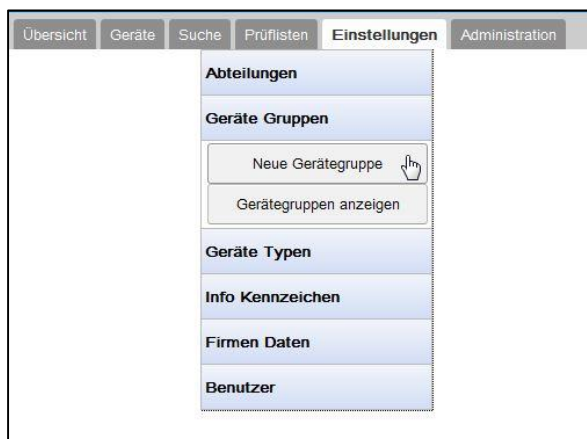 Übersicht Geräte Suche Prüflisten Einstellungen Administration
Abteilungen
Geräte Gruppen
Neue Gerätegruppe
Gerätegruppen anzeigen
Geräte Typen
Info Kennzeichen
Firmen Daten
Benutzer